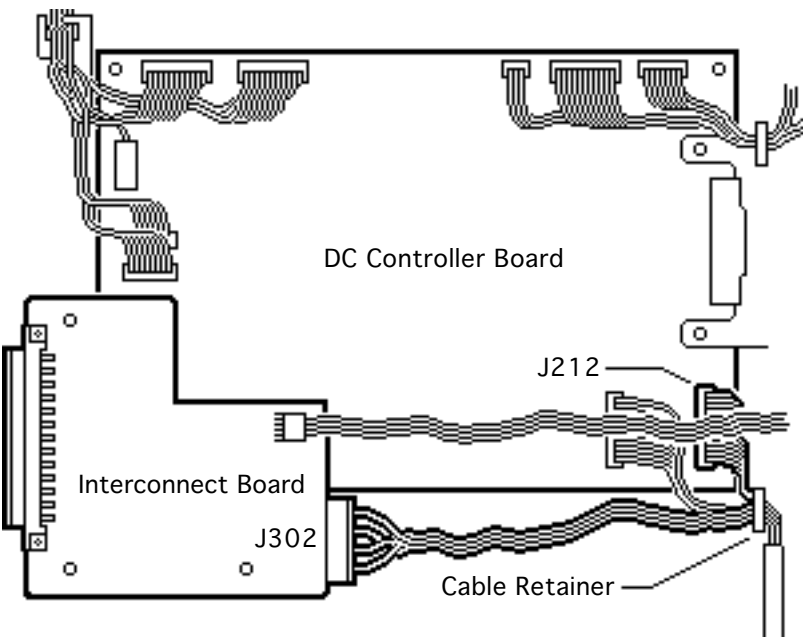 DC Controller Board
J212
Interconnect Board
J302
Cable Retainer